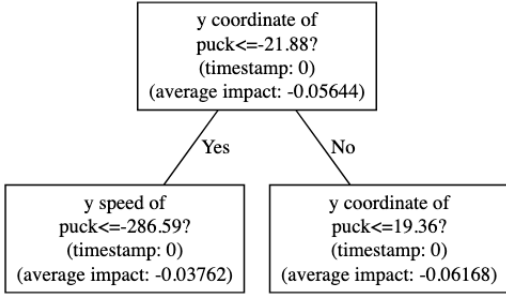 y coordinate of
puck<=-21.88?
(timestamp: 0)
(average impact: -0.05644)
Yes
No
y speed of
puck<=-286.59?
(timestamp: 0)
(average impact: -0.03762)
y coordinate of
puck<=19.36?
(timestamp: 0)
(average impact: -0.06168)